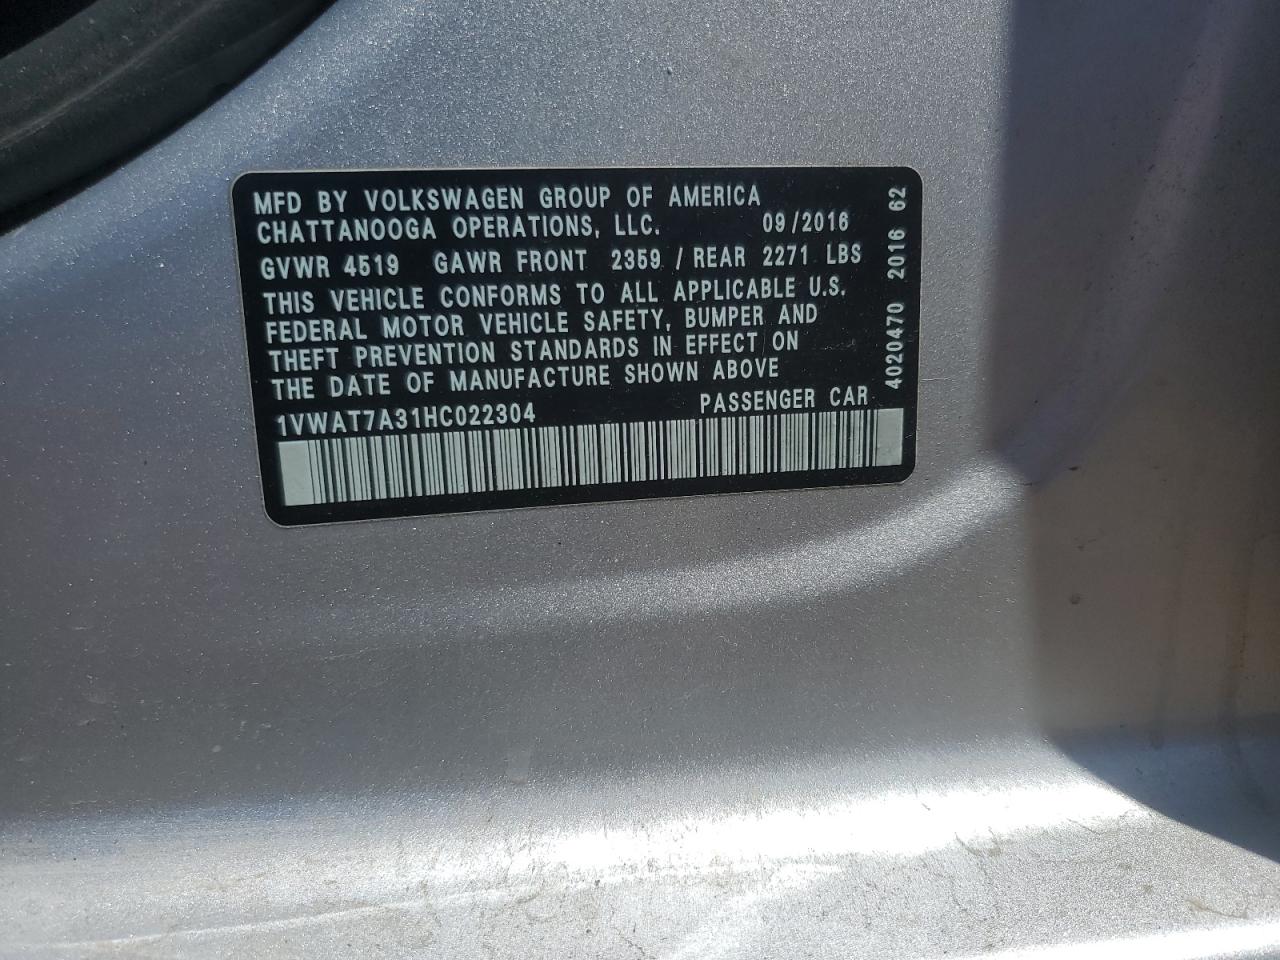 MFD BY VOLKSWAGEN GROUP OF AMERICA
CHATTANOOGA OPERATIONS, LLC. 09/2016
GVWR 4519 GAWR FRONT 2359 / REAR 2271 LBS
THIS VEHICLE CONFORMS TO ALL APPLICABLE U.S.
FEDERAL MOTOR VEHICLE SAFETY, BUMPER AND
THEFT PREVENTION STANDARDS IN EFFECT ON
THE DATE OF MANUFACTURE SHOWN ABOVE
1VWAT7A31HC022304 PASSENGER CAR
4020470 2016 62